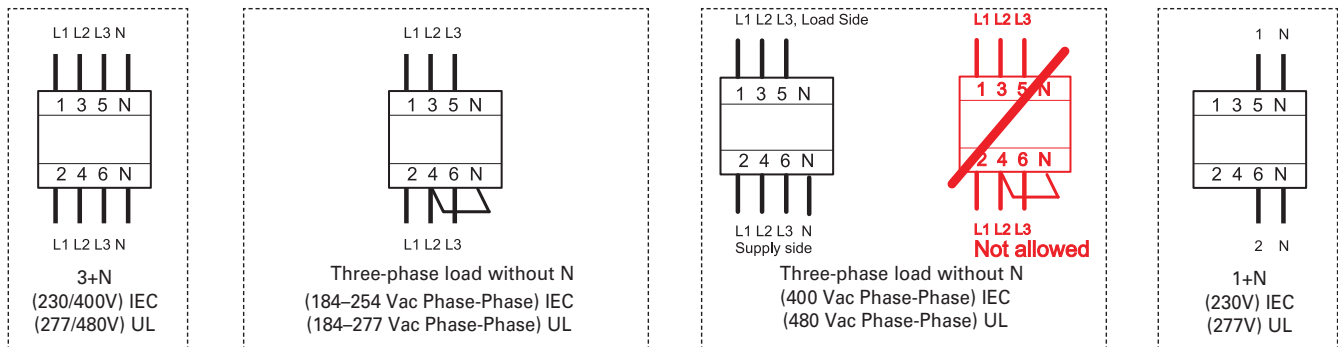 L1 L2 L3 N
1 3 5 N
2 4 6 N
L1 L2 L3 N
3+N
(230/400V) IEC
(277/480V) UL
L1 L2 L3
1 3 5 N
2 4 6 N
L1 L2 L3
Three-phase load without N
(184–254 Vac Phase-Phase) IEC
(184–277 Vac Phase-Phase) UL
L1 L2 L3, Load Side
1 3 5 N
2 4 6 N
L1 L2 L3 N
Supply side
L1 L2 L3
1 3 5 N
2 4 6 N
L1 L2 L3
Not allowed
Three-phase load without N
(400 Vac Phase-Phase) IEC
(480 Vac Phase-Phase) UL
1 N
1 3 5 N
2 4 6 N
2 N
1+N
(230V) IEC
(277V) UL